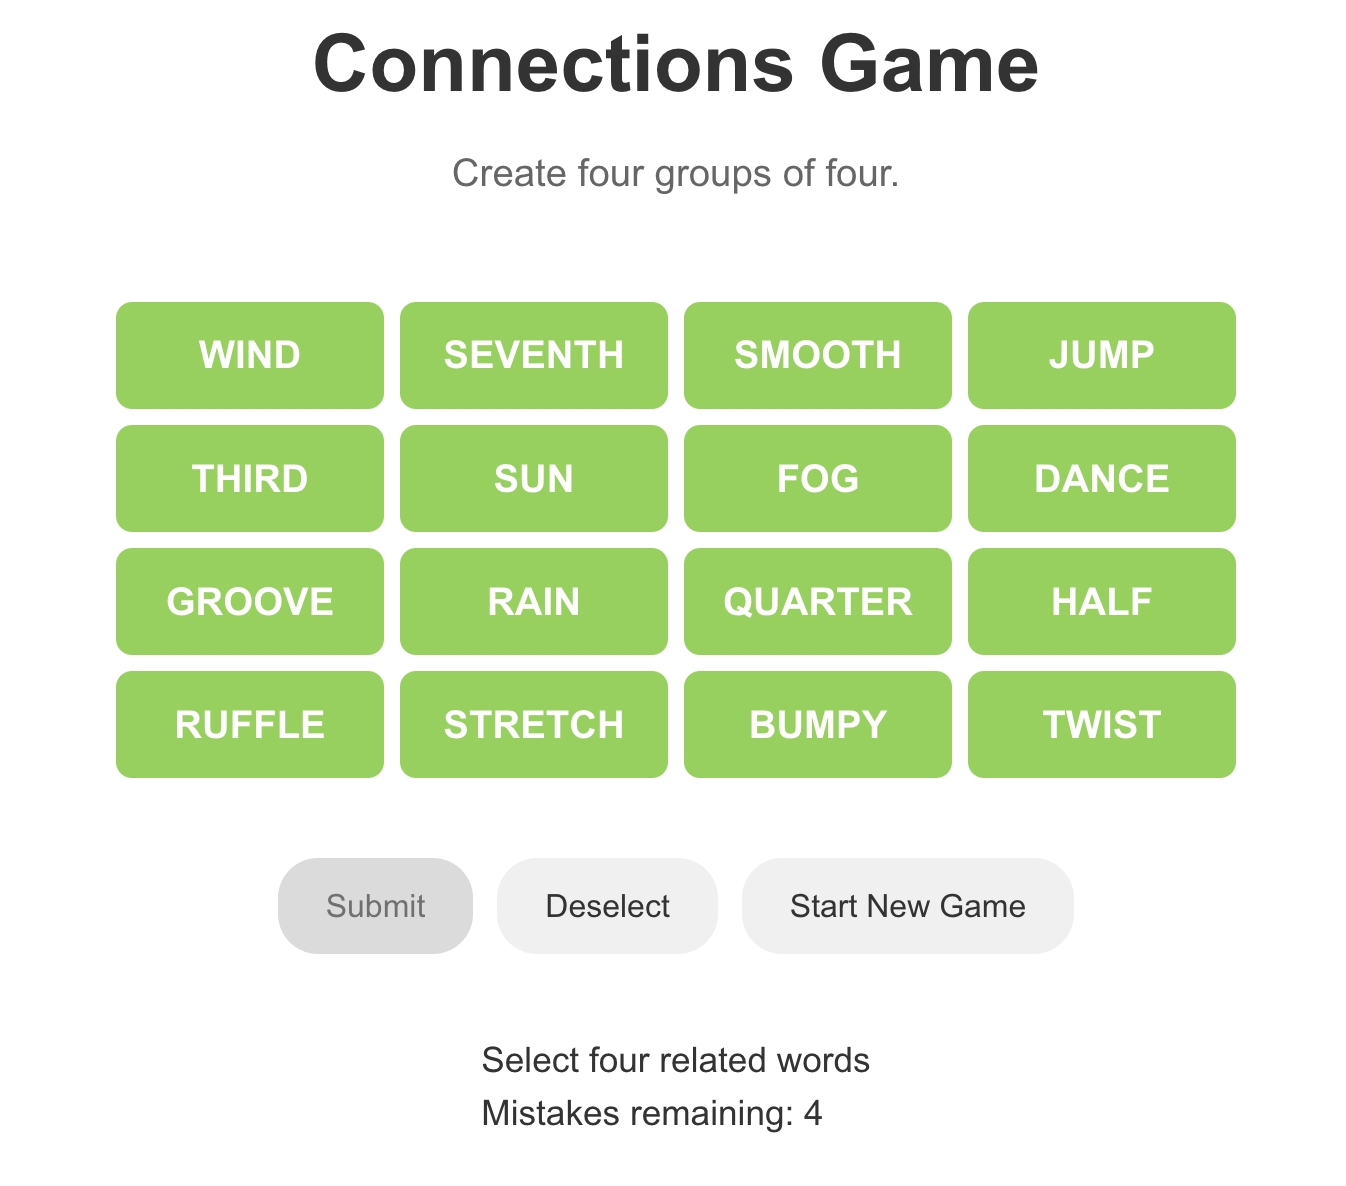 Connections Game
Create four groups of four.
WIND SEVENTH SMOOTH JUMP
THIRD SUN FOG DANCE
GROOVE RAIN QUARTER HALF
RUFFLE STRETCH BUMPY TWIST
Submit Deselect Start New Game
Select four related words
Mistakes remaining: 4